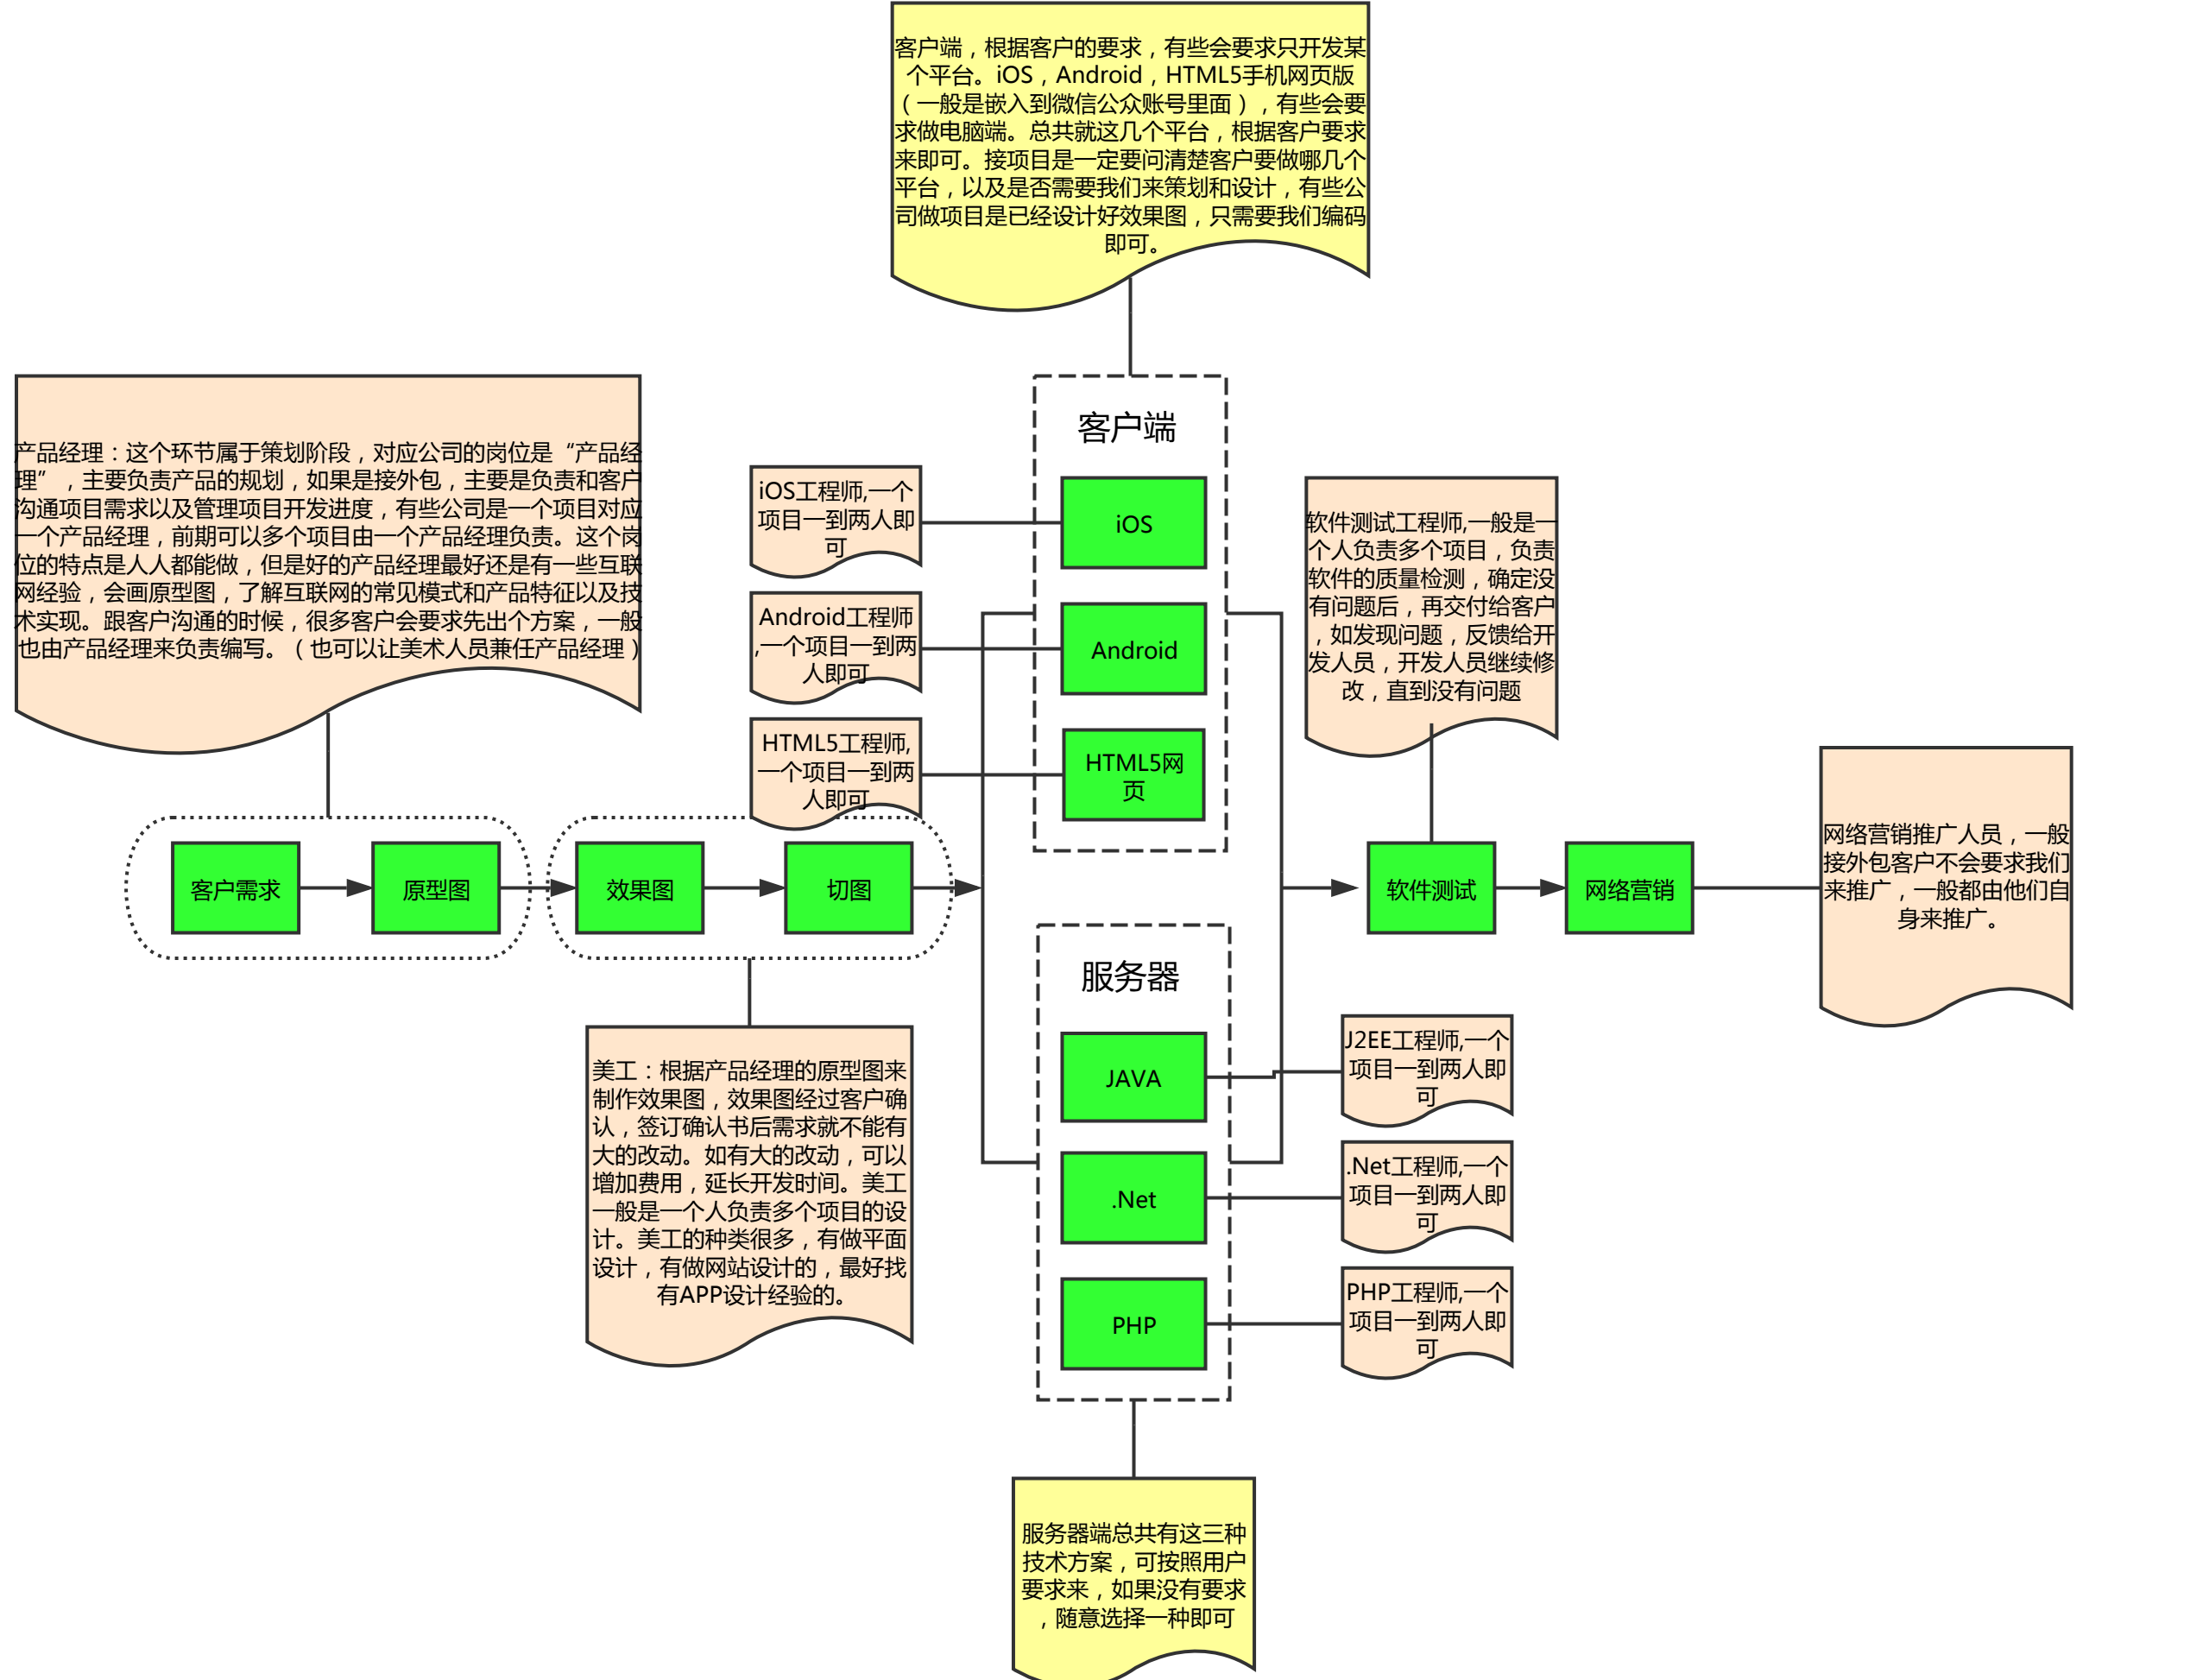 客户端，根据客户的要求，有些会要求只开发某
个平台。iOS，Android，HTML5手机网页版
（一般是嵌入到微信公众账号里面），有些会要
求做电脑端。总共就这几个平台，根据客户要求
来即可。接项目是一定要问清楚客户要做哪几个
平台，以及是否需要我们来策划和设计，有些公
司做项目是已经设计好效果图，只需要我们编码
即可。
产品经理：这个环节属于策划阶段，对应公司的岗位是“产品经
理”，主要负责产品的规划，如果是接外包，主要是负责和客户
沟通项目需求以及管理项目开发进度，有些公司是一个项目对应
一个产品经理，前期可以多个项目由一个产品经理负责。这个岗
位的特点是人人都能做，但是好的产品经理最好还是有一些互联
网经验，会画原型图，了解互联网的常见模式和产品特征以及技
术实现。跟客户沟通的时候，很多客户会要求先出个方案，一般
也由产品经理来负责编写。（也可以让美术人员兼任产品经理）
iOS工程师,一个
项目一到两人即
可
Android工程师
,一个项目一到两
人即可
HTML5工程师,
一个项目一到两
人即可
客户端
iOS
Android
HTML5网
页
软件测试工程师,一般是一
个人负责多个项目，负责
软件的质量检测，确定没
有问题后，再交付给客户
，如发现问题，反馈给开
发人员，开发人员继续修
改，直到没有问题
客户需求
原型图
效果图
切图
软件测试
网络营销
网络营销推广人员，一般
接外包客户不会要求我们
来推广，一般都由他们自
身来推广。
美工：根据产品经理的原型图来
制作效果图，效果图经过客户确
认，签订确认书后需求就不能有
大的改动。如有大的改动，可以
增加费用，延长开发时间。美工
一般是一个人负责多个项目的设
计。美工的种类很多，有做平面
设计，有做网站设计的，最好找
有APP设计经验的。
服务器
JAVA
.Net
PHP
J2EE工程师,一个
项目一到两人即
可
.Net工程师,一个
项目一到两人即
可
PHP工程师,一个
项目一到两人即
可
服务器端总共有这三种
技术方案，可按照用户
要求来，如果没有要求
，随意选择一种即可